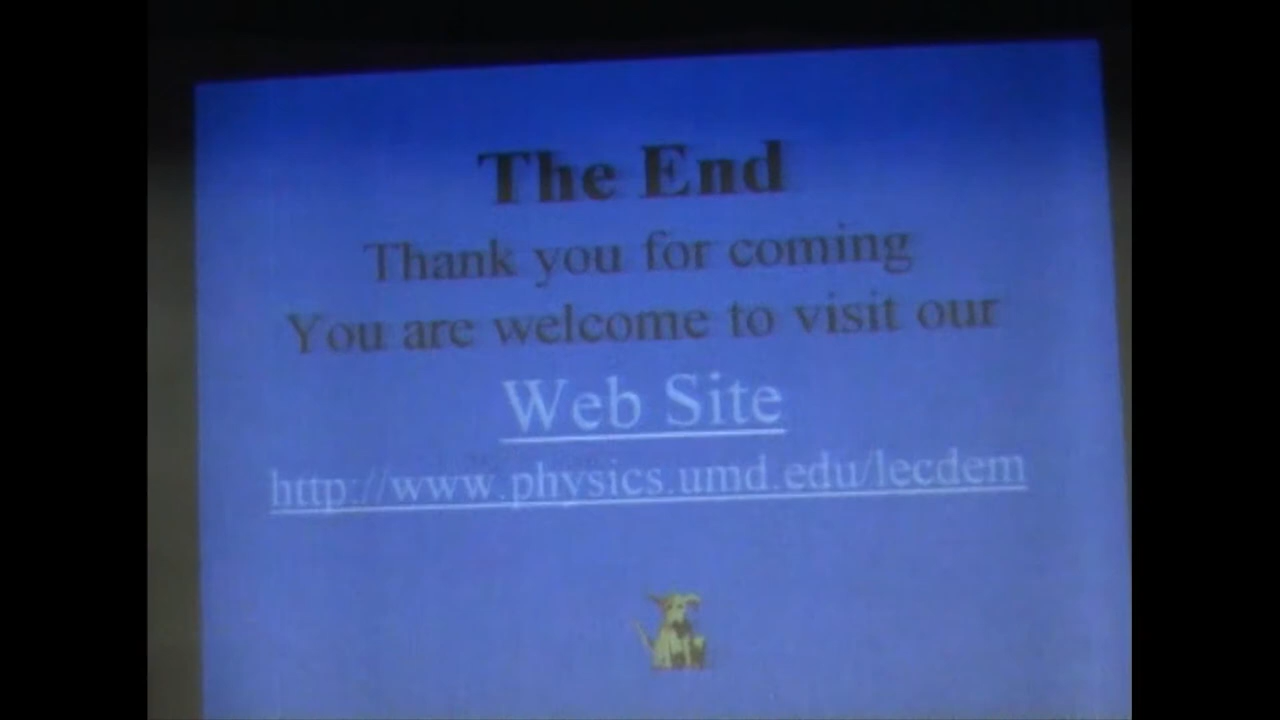 The End
Thank you for coming
You are welcome to visit our
Web Site
http://www.physics.umd.edu/lecdem